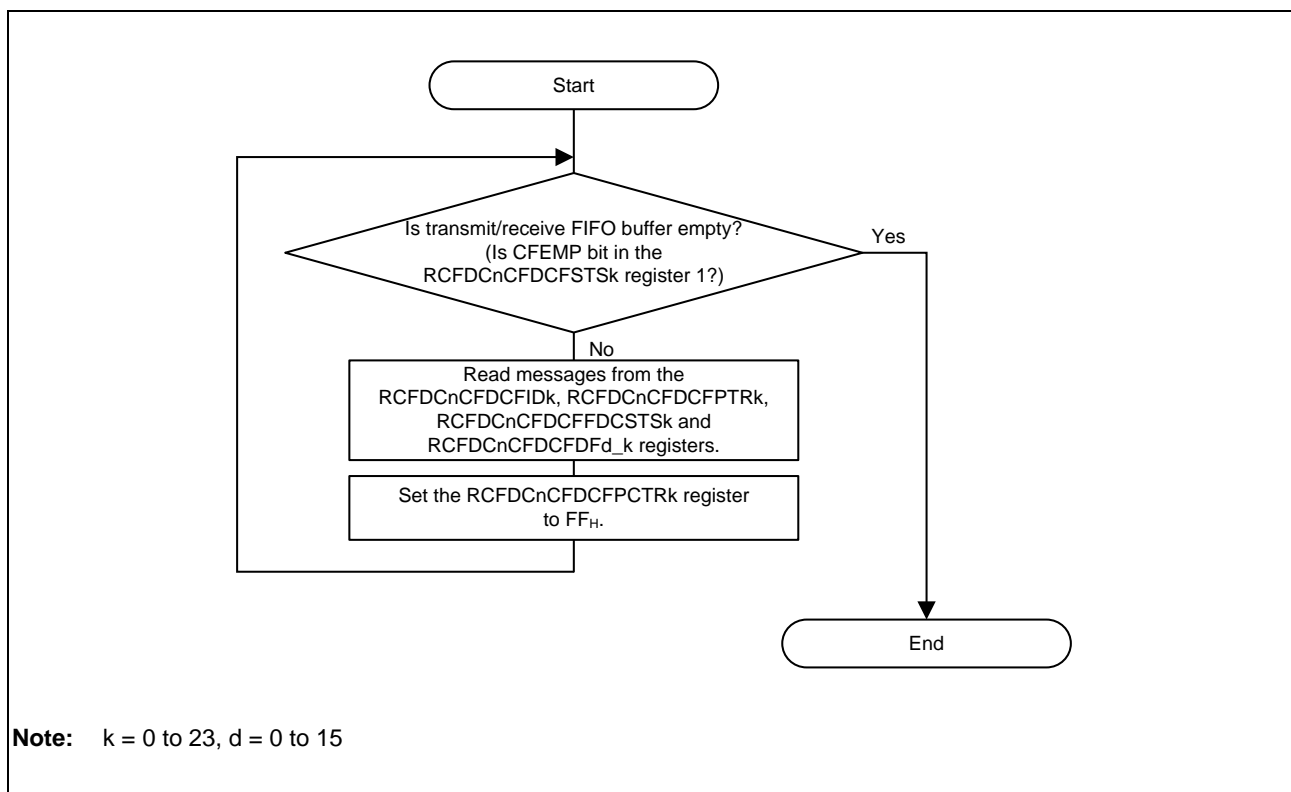 Start
Is transmit/receive FIFO buffer empty?
(Is CFEMP bit in the
RCFDCnCFDCFSTSk register 1?)
Yes
No
Read messages from the
RCFDCnCFDCFIDk, RCFDCnCFDCFPTRk,
RCFDCnCFDCFFDCSTSk and
RCFDCnCFDCFDFd_k registers.
Set the RCFDCnCFDCFPCTRk register
to FFH.
End
Note: k = 0 to 23, d = 0 to 15